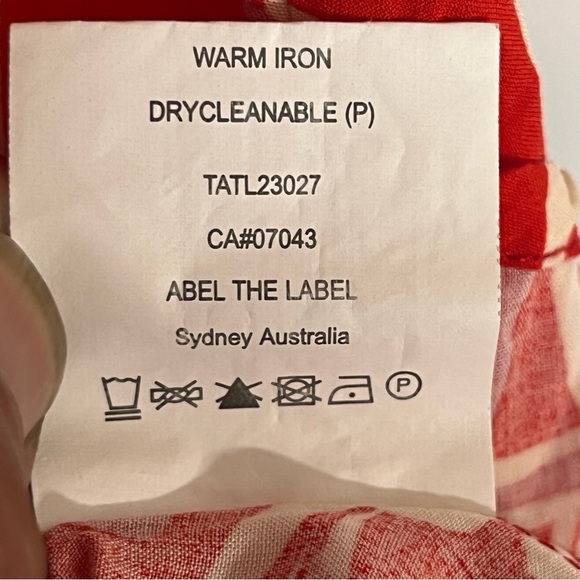 WARM IRON
DRYCLEANABLE (P)
TATL23027
CA#07043
ABEL THE LABEL
Sydney Australia
P